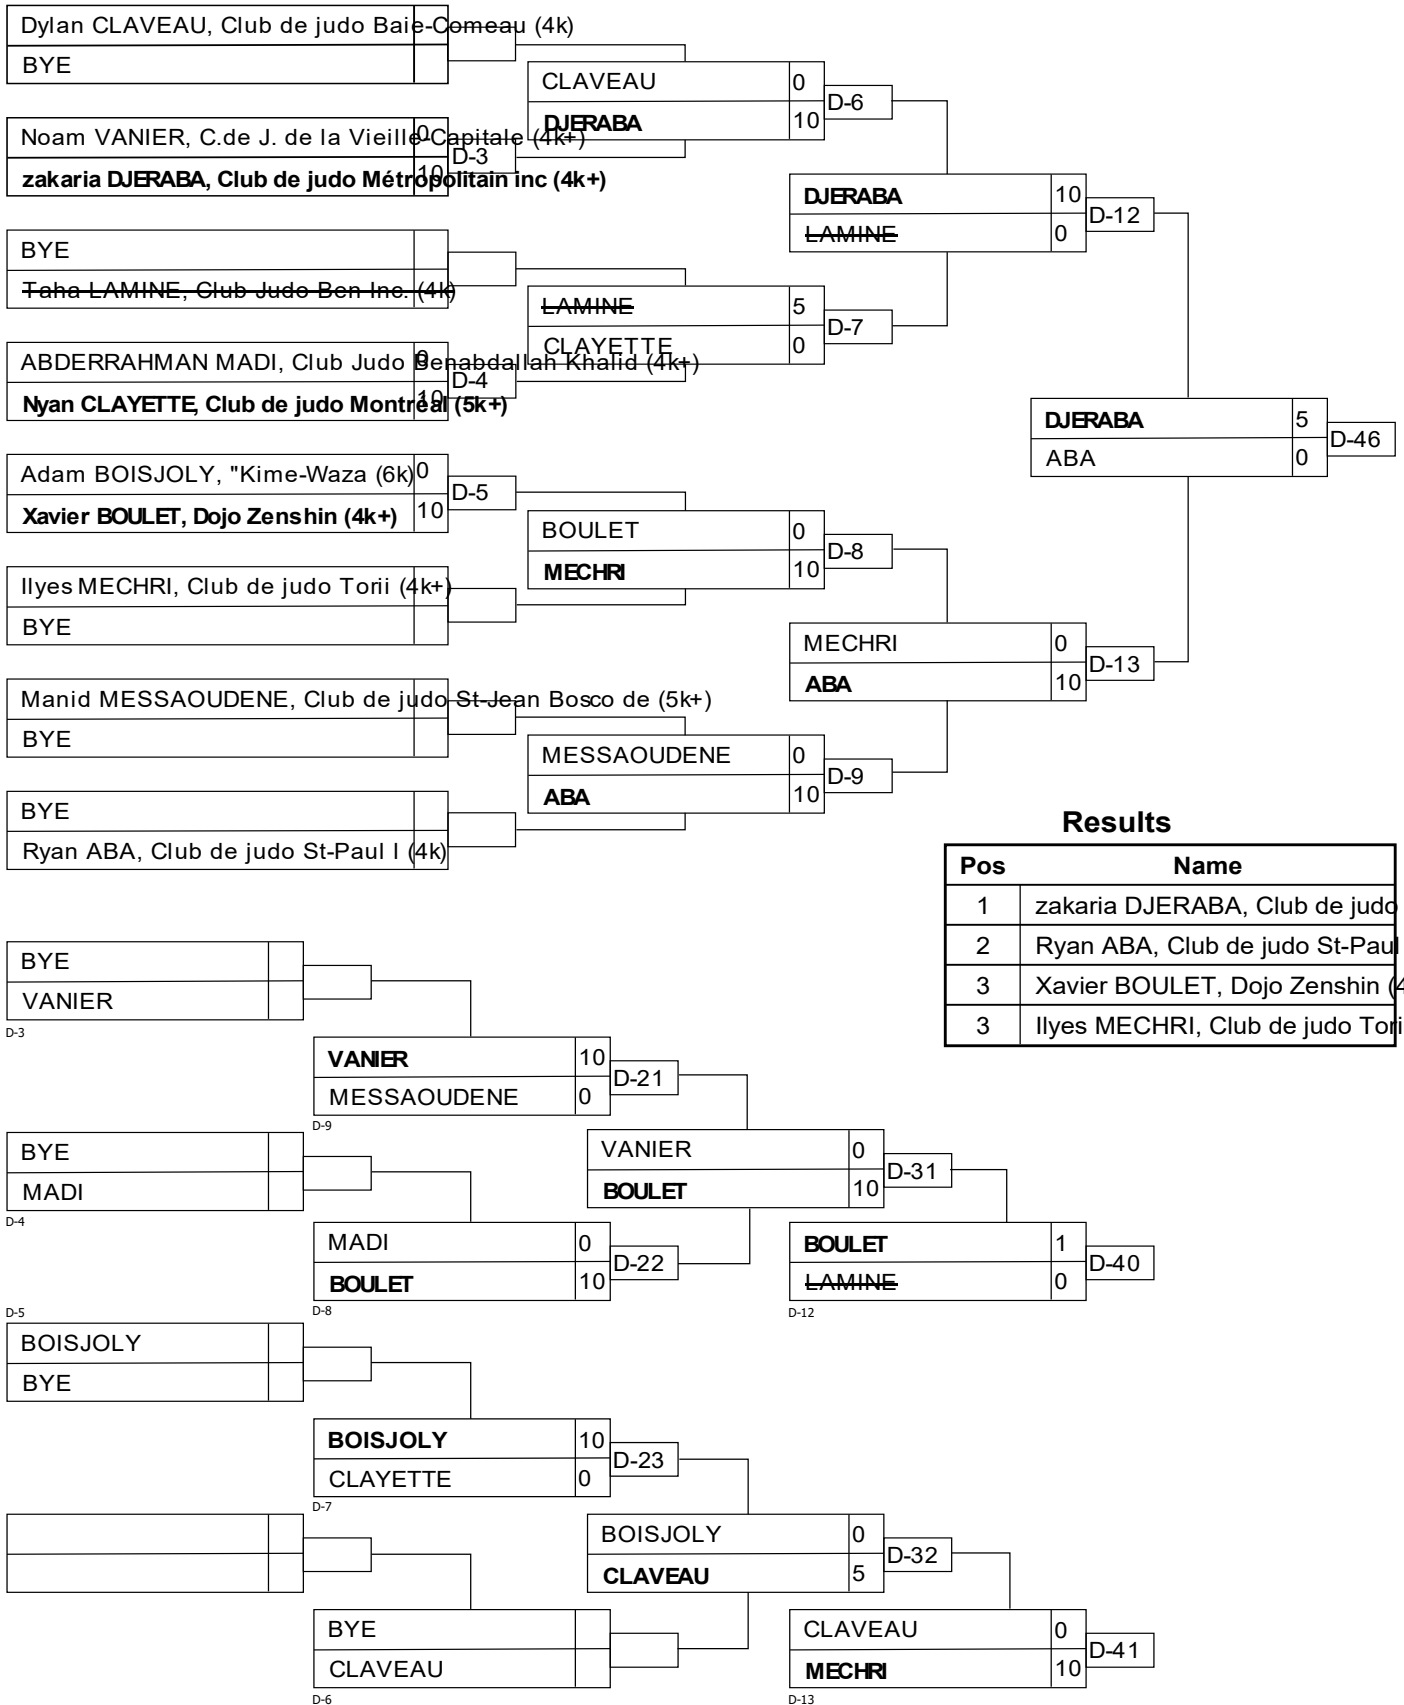 Dylan CLAVEAU, Club de judo Baie-Comeau (4k)
BYE
CLAVEAU 0
D-6
DJERABA 10
Noam VANIER, C.de J. de la Vieille-Capitale (4k+) 0
D-3
zakaria DJERABA, Club de judo Métropolitain inc (4k+) 10
DJERABA 10
D-12
LAMINE 0
BYE
Taha LAMINE, Club Judo Ben Inc. (4k)
LAMINE 5
D-7
CLAYETTE 0
ABDERRAHMAN MADI, Club Judo Benabdallah Khalid (4k+) 0
D-4
Nyan CLAYETTE, Club de judo Montréal (5k+) 10
DJERABA 5
D-46
ABA 0
Adam BOISJOLY, "Kime-Waza (6k) 0
D-5
Xavier BOULET, Dojo Zenshin (4k+) 10
BOULET 0
D-8
MECHRI 10
Ilyes MECHRI, Club de judo Torii (4k+)
BYE
MECHRI 0
D-13
ABA 10
Manid MESSAOUDENE, Club de judo St-Jean Bosco de (5k+)
BYE
MESSAOUDENE 0
D-9
ABA 10
BYE
Ryan ABA, Club de judo St-Paul I (4k)
Results
Pos Name
1 zakaria DJERABA, Club de judo
2 Ryan ABA, Club de judo St-Paul
3 Xavier BOULET, Dojo Zenshin (4
3 Ilyes MECHRI, Club de judo Tori
BYE
VANIER
D-3
VANIER 10
D-21
MESSAOUDENE 0
D-9
BYE
MADI
D-4
VANIER 0
D-31
BOULET 10
MADI 0
D-22
BOULET 10
D-8
BOULET 1
D-40
LAMINE 0
D-12
D-5
BOISJOLY
BYE
BOISJOLY 10
D-23
CLAYETTE 0
D-7
BOISJOLY 0
D-32
CLAVEAU 5
BYE
CLAVEAU
D-6
CLAVEAU 0
D-41
MECHRI 10
D-13